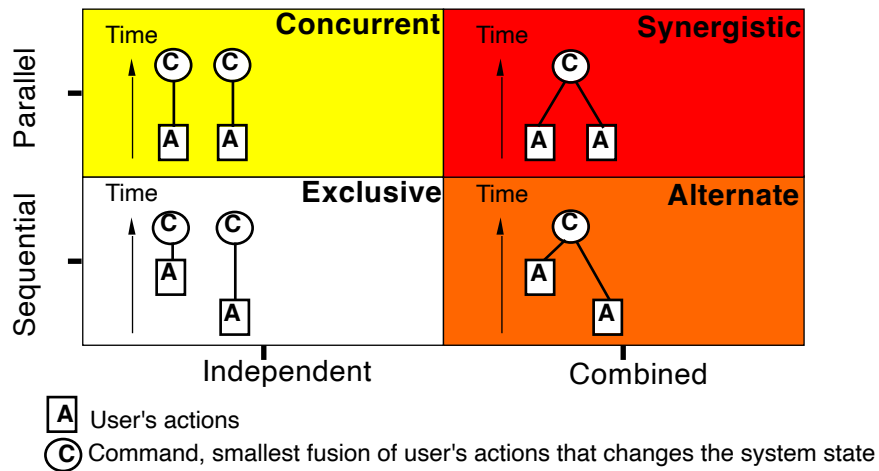 Concurrent
Synergistic
Time
Time
C
C
C
A
A
A
A
Parallel
Exclusive
Alternate
Time
Time
C
C
C
A
A
A
A
Sequential
Independent
Combined
A User's actions
C Command, smallest fusion of user's actions that changes the system state